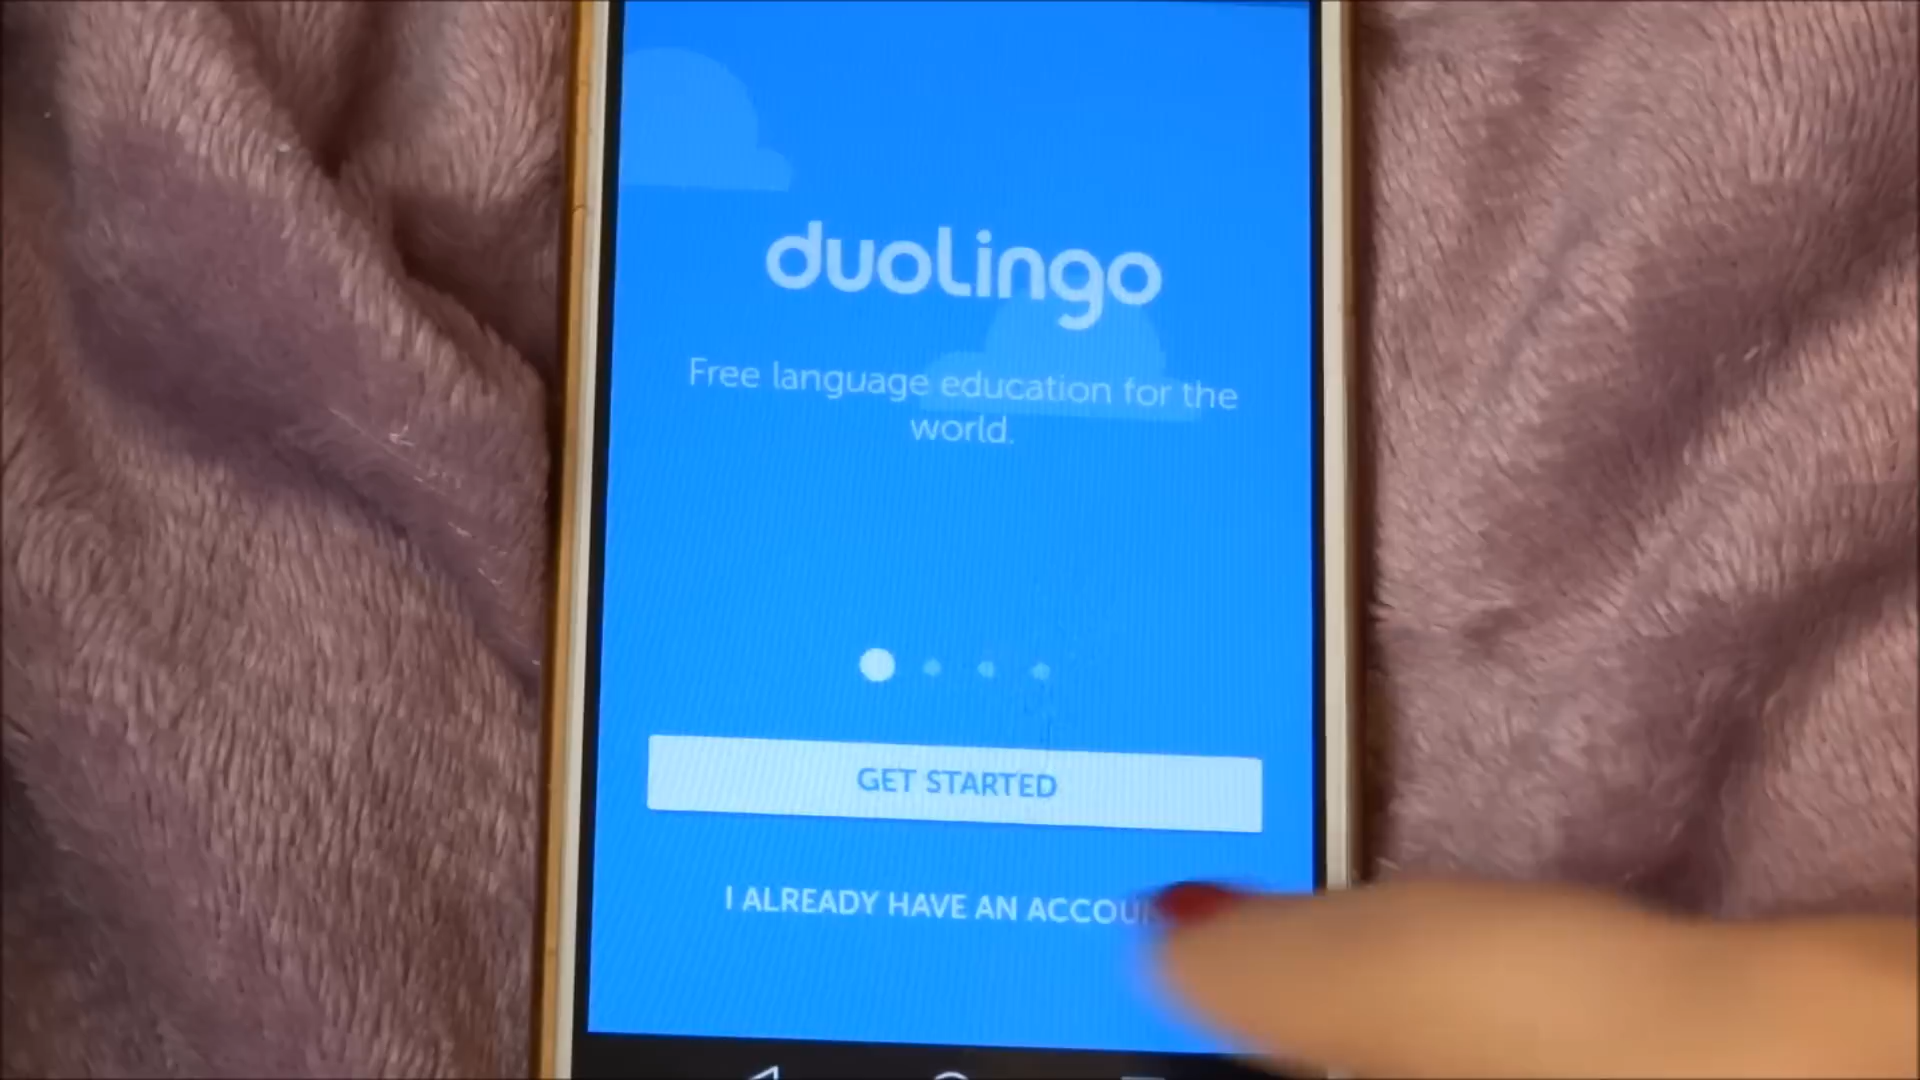 duolingo
Free language education for the
world.
GET STARTED
I ALREADY HAVE AN